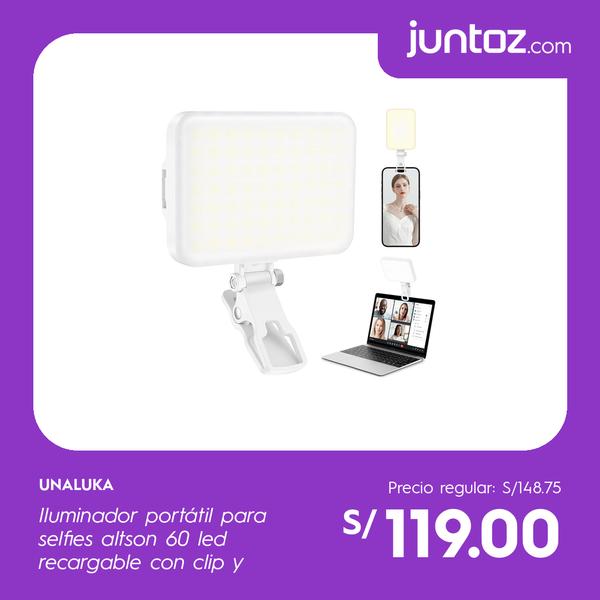 juntoz.com
UNALUKA
Iluminador portátil para
selfies altson 60 led
recargable con clip y
Precio regular: S/148.75
S/119.00